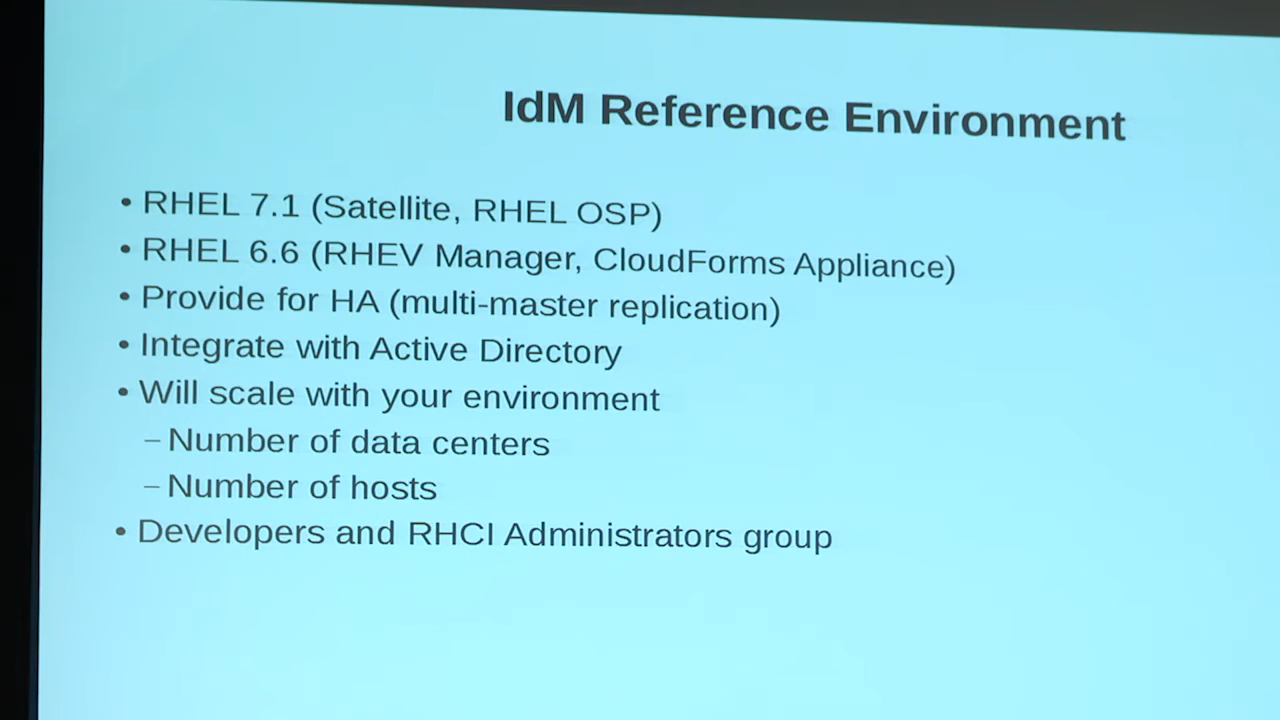 IdM Reference Environment
• RHEL 7.1 (Satellite, RHEL OSP)
• RHEL 6.6 (RHEV Manager, CloudForms Appliance)
• Provide for HA (multi-master replication)
• Integrate with Active Directory
• Will scale with your environment
– Number of data centers
– Number of hosts
• Developers and RHCI Administrators group